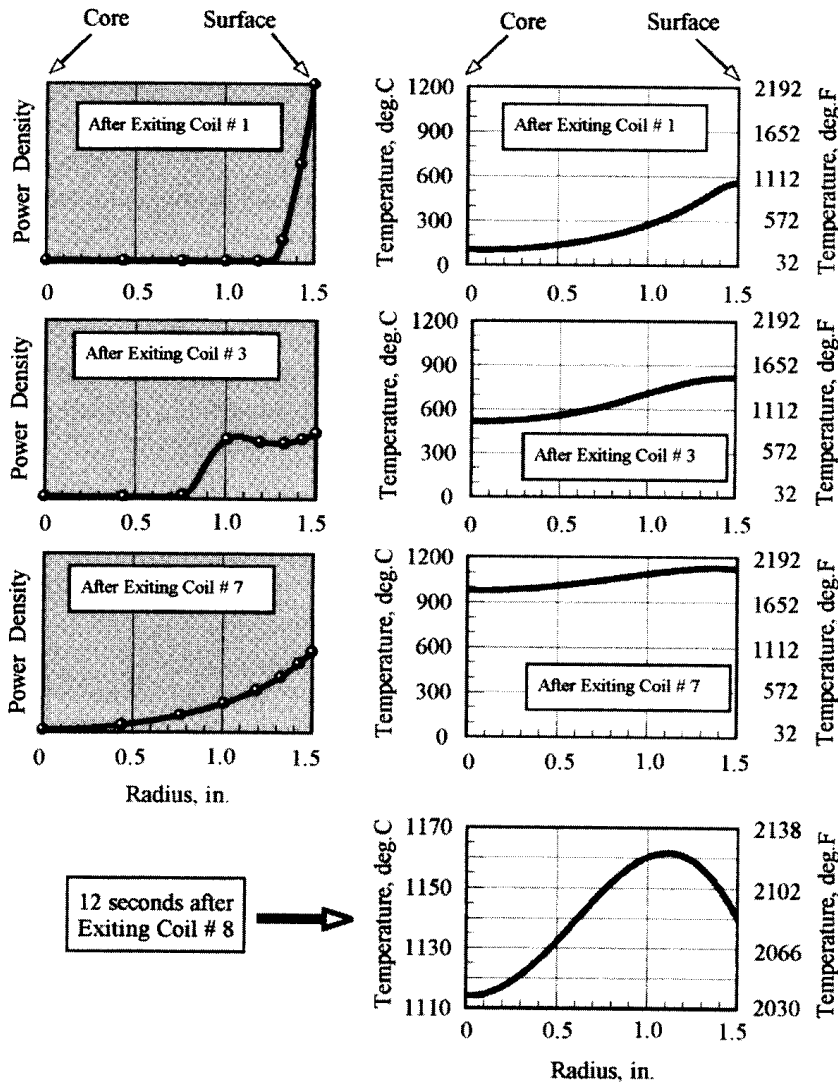 Core Surface
Core Surface
Power Density
After Exiting Coil # 1
0 0.5 1.0 1.5
Temperature, deg.C
1200
900
600
300
0
After Exiting Coil # 1
2192
1652
1112
572
32
Temperature, deg.F
0 0.5 1.0 1.5
Power Density
After Exiting Coil # 3
0 0.5 1.0 1.5
Temperature, deg.C
1200
900
600
300
0
After Exiting Coil # 3
2192
1652
1112
572
32
Temperature, deg.F
0 0.5 1.0 1.5
Power Density
After Exiting Coil # 7
0 0.5 1.0 1.5
Radius, in.
Temperature, deg.C
1200
900
600
300
0
After Exiting Coil # 7
2192
1652
1112
572
32
Temperature, deg.F
0 0.5 1.0 1.5
12 seconds after
Exiting Coil # 8
Temperature, deg.C
1170
1150
1130
1110
2138
2102
2066
2030
Temperature, deg.F
0 0.5 1.0 1.5
Radius, in.